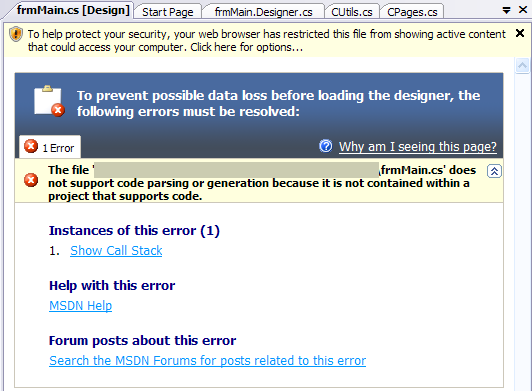 frmMain.cs [Design] Start Page frmMain.Designer.cs CUtils.cs CPages.cs
To help protect your security, your web browser has restricted this file from showing active content
that could access your computer. Click here for options...
To prevent possible data loss before loading the designer, the
following errors must be resolved:
1 Error
Why am I seeing this page?
The file '\frmMain.cs' does
not support code parsing or generation because it is not contained within a
project that supports code.
Instances of this error (1)
1. Show Call Stack
Help with this error
MSDN Help
Forum posts about this error
Search the MSDN Forums for posts related to this error